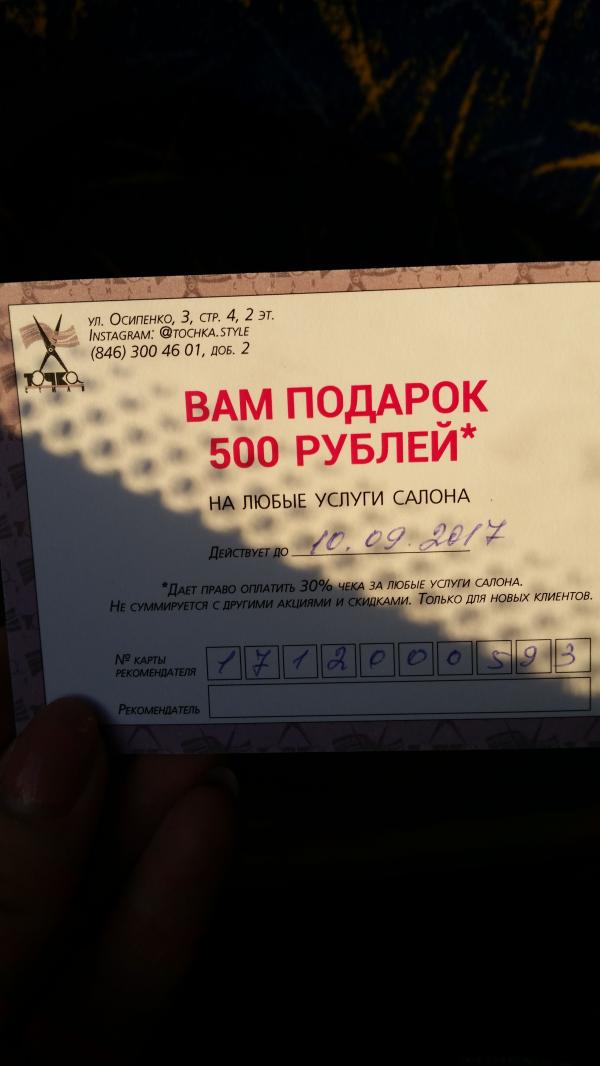 ул. Осипенко, 3, стр. 4, 2 эт.
Instagram: @tochka.style
(846) 300 46 01, доб. 2
ТОЧКА
СТИЛЯ
ВАМ ПОДАРОК
500 РУБЛЕЙ*
НА ЛЮБЫЕ УСЛУГИ САЛОНА
Действует до 10.09.2017
*Дает право оплатить 30% чека за любые услуги салона.
Не суммируется с другими акциями и скидками. Только для новых клиентов.
№ карты
рекомендателя 1712000593
Рекомендатель